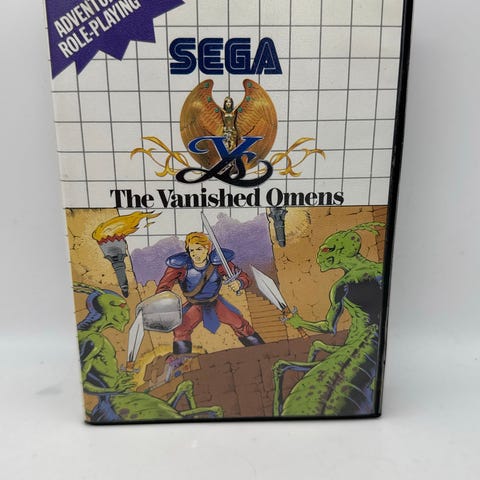 ADVENTURE
ROLE-PLAYING
SEGA
Ys
The Vanished Omens